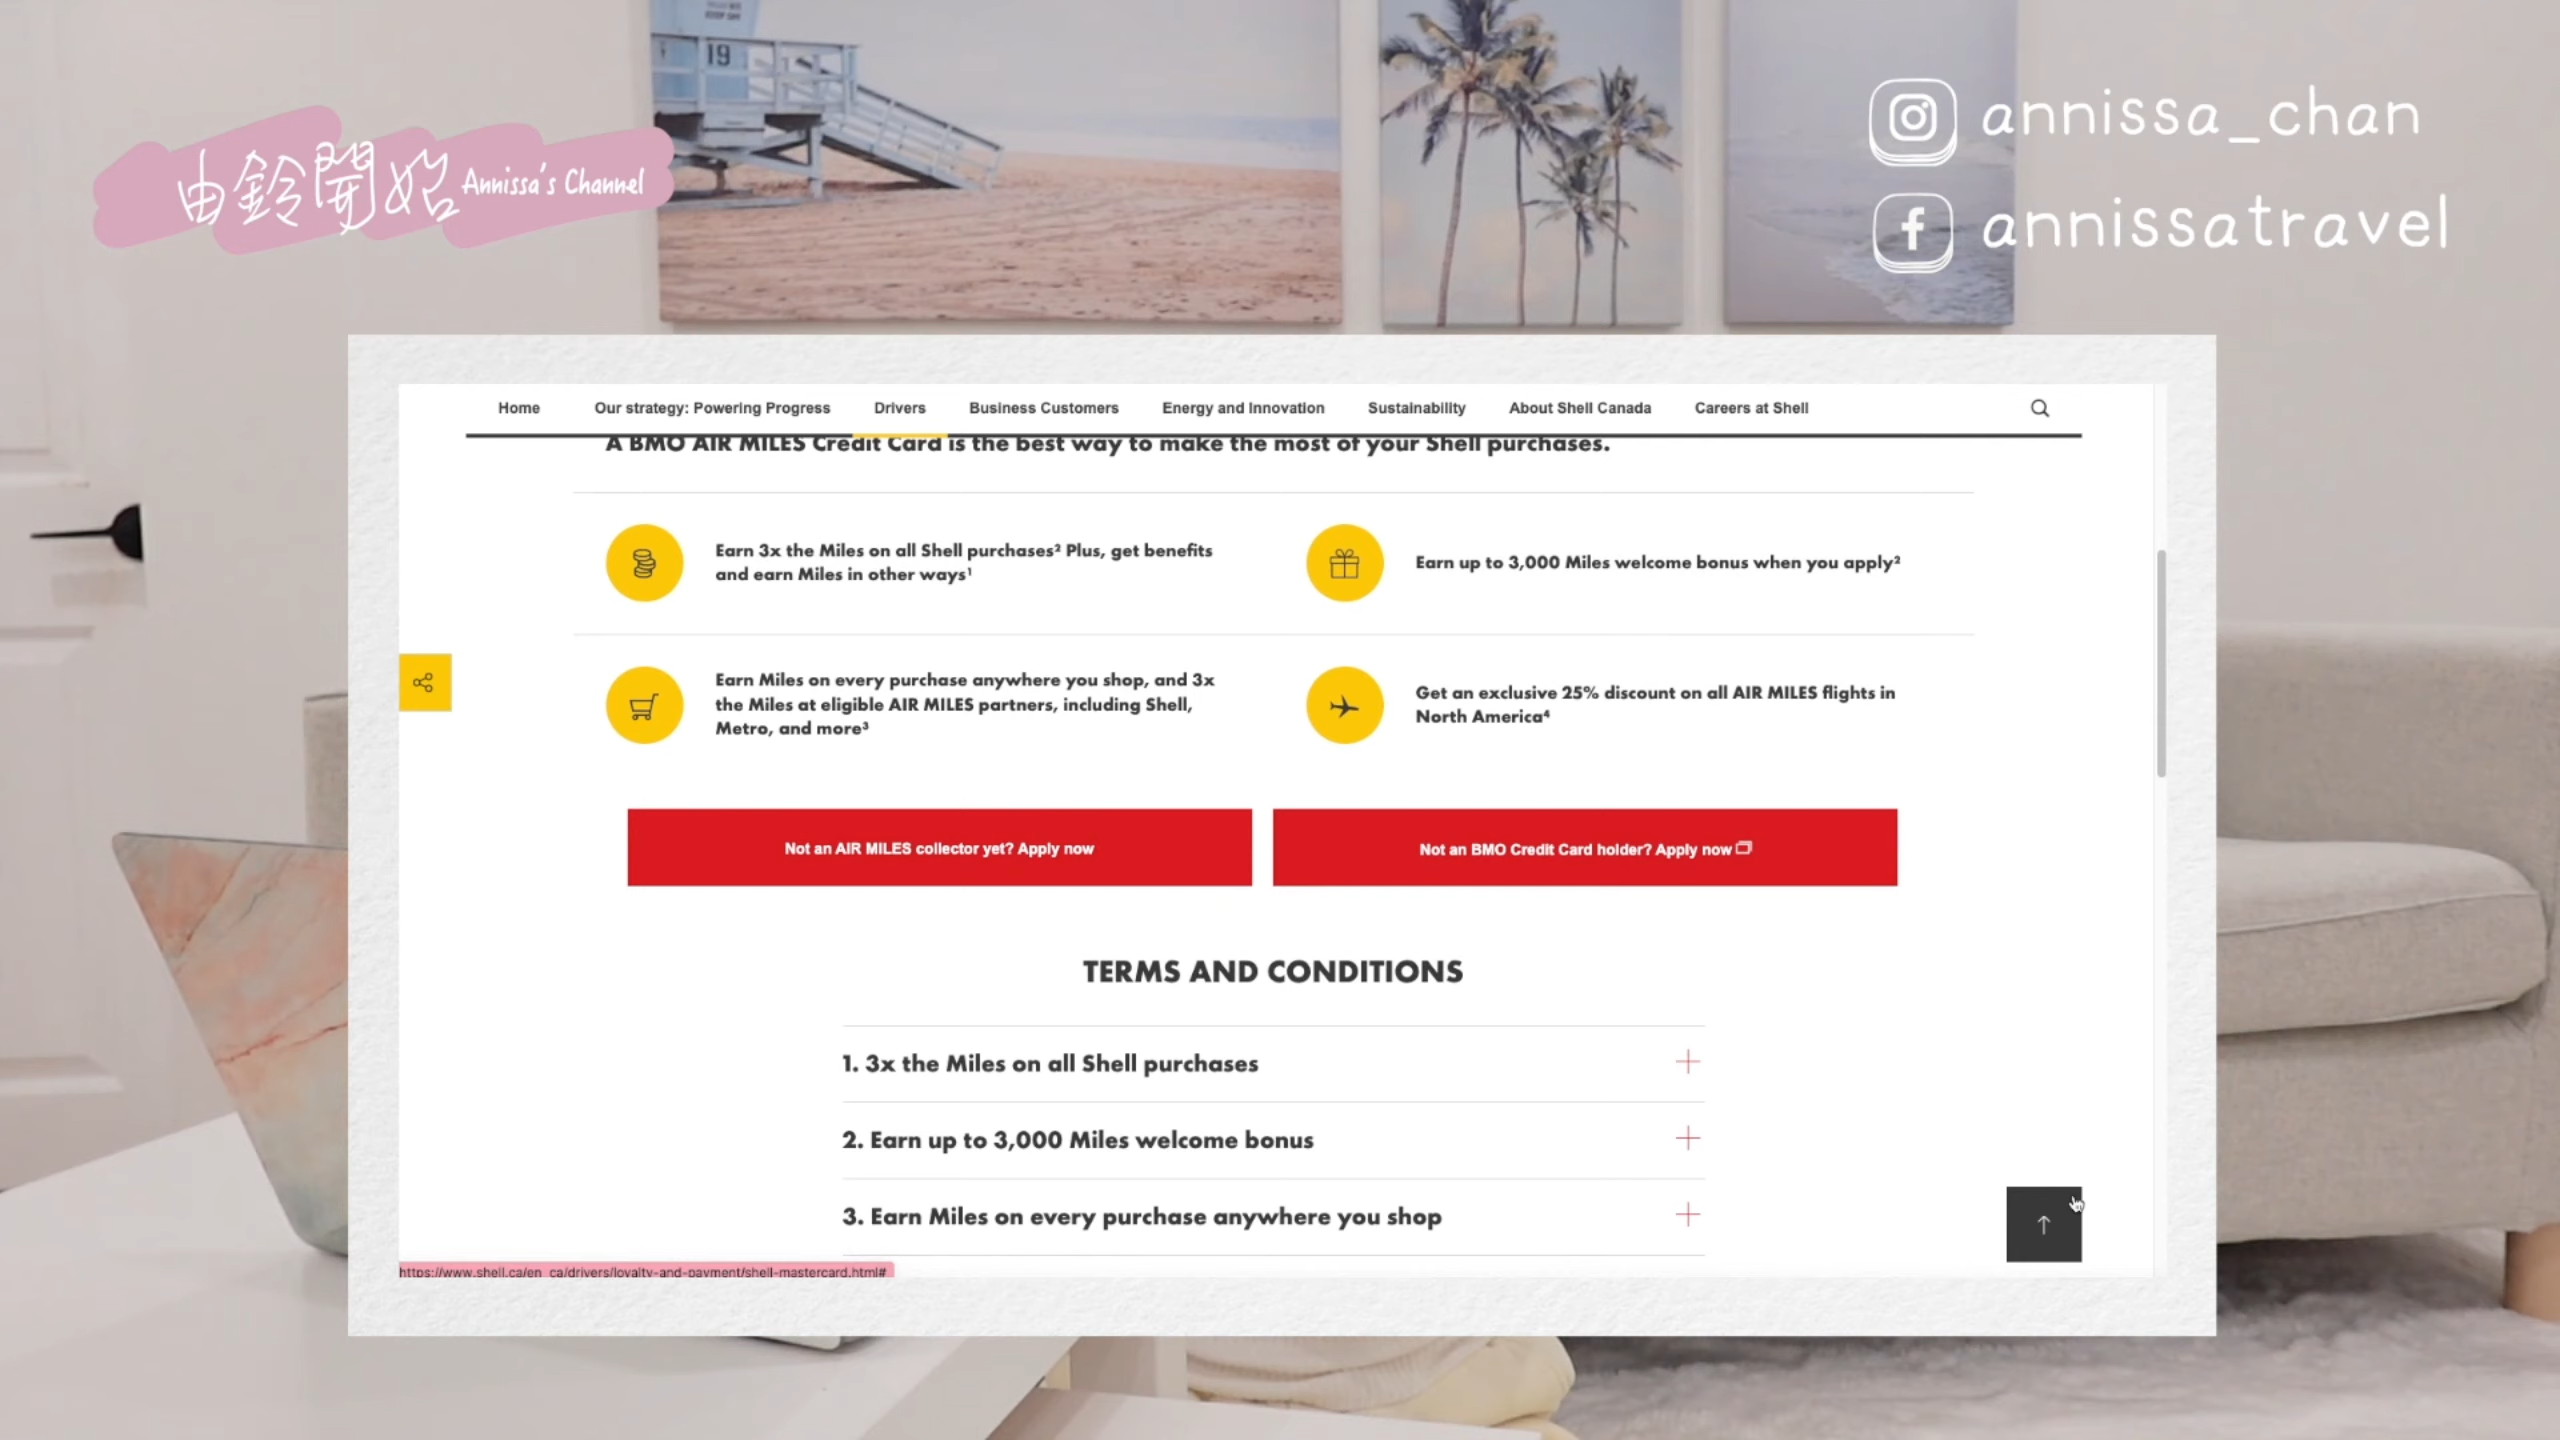 19
由鈴開始 Annissa's Channel
annissa_chan
annissatravel
Home Our strategy: Powering Progress Drivers Business Customers Energy and Innovation Sustainability About Shell Canada Careers at Shell
A BMO AIR MILES Credit Card is the best way to make the most of your Shell purchases.
Earn 3x the Miles on all Shell purchases² Plus, get benefits
and earn Miles in other ways¹
Earn up to 3,000 Miles welcome bonus when you apply²
Earn Miles on every purchase anywhere you shop, and 3x
the Miles at eligible AIR MILES partners, including Shell,
Metro, and more³
Get an exclusive 25% discount on all AIR MILES flights in
North America⁴
Not an AIR MILES collector yet? Apply now
Not an BMO Credit Card holder? Apply now
TERMS AND CONDITIONS
1. 3x the Miles on all Shell purchases
2. Earn up to 3,000 Miles welcome bonus
3. Earn Miles on every purchase anywhere you shop
https://www.shell.ca/en_ca/drivers/loyalty-and-payment/shell-mastercard.html#